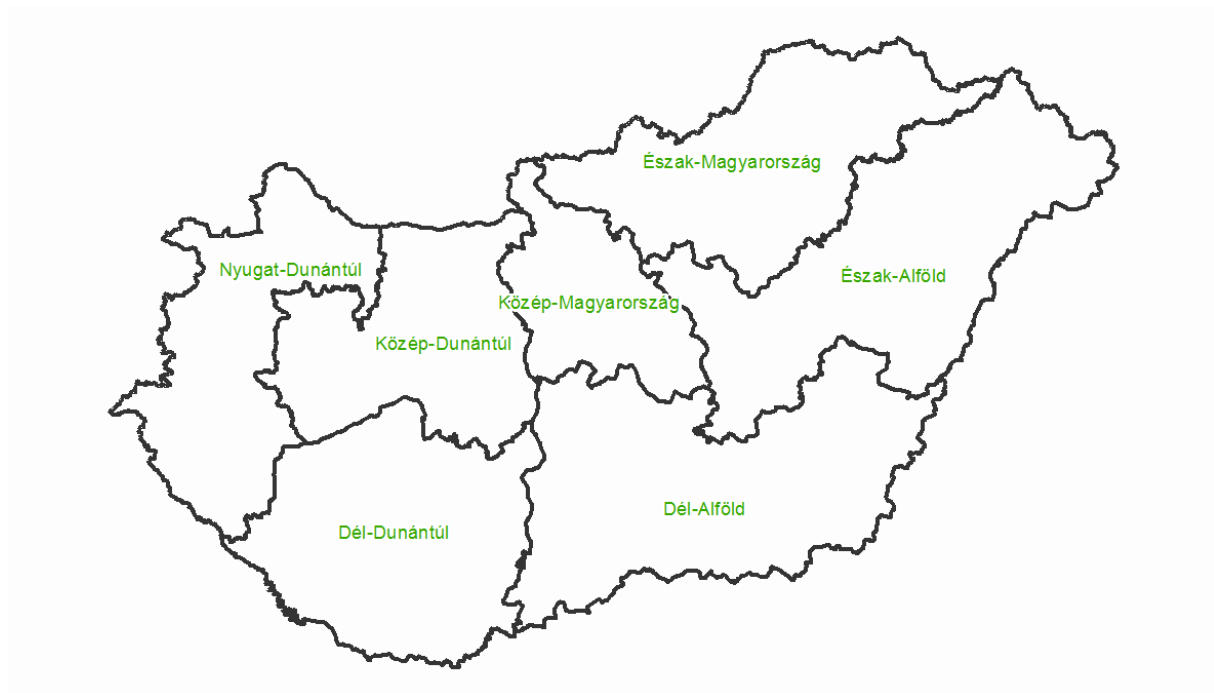 Észak-Magyarország
Nyugat-Dunántúl
Észak-Alföld
Közép-Magyarország
Közép-Dunántúl
Dél-Alföld
Dél-Dunántúl